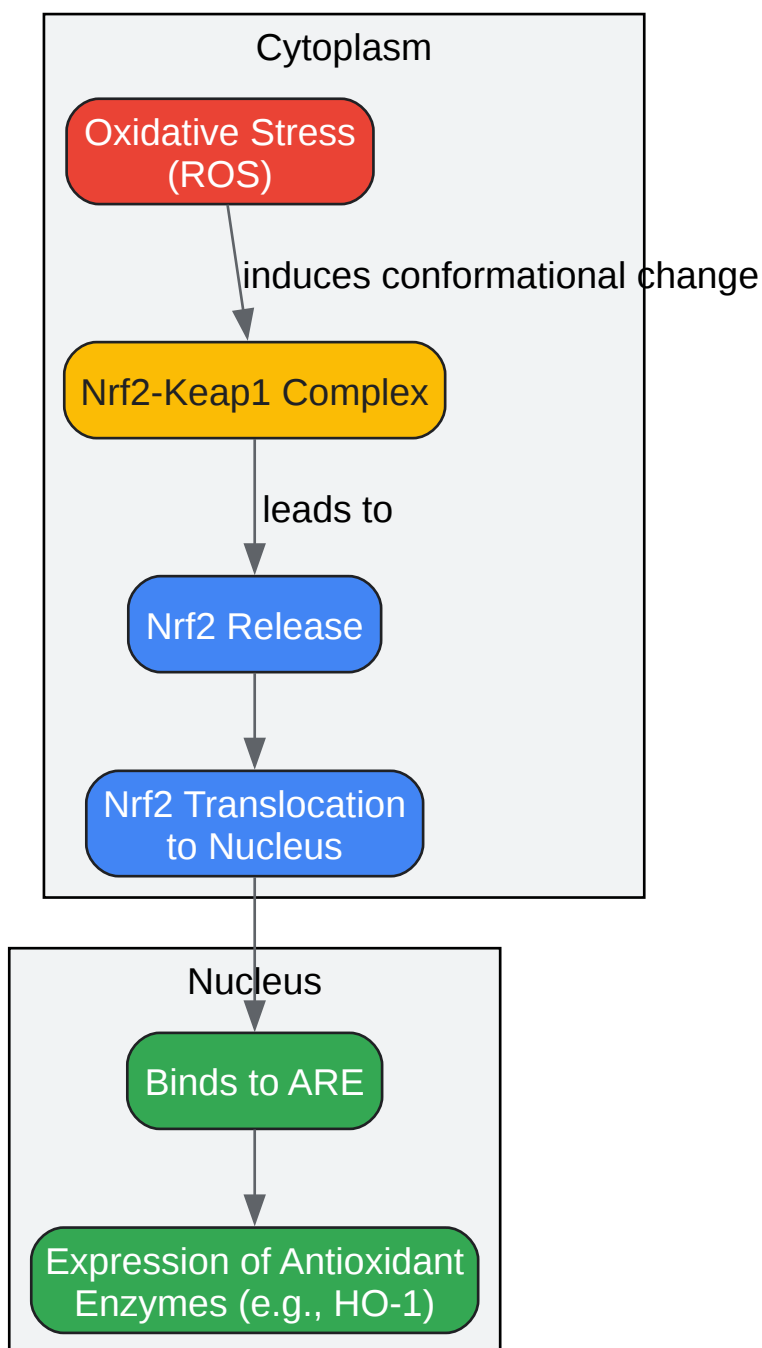 Cytoplasm
Oxidative Stress
(ROS)
induces conformational change
Nrf2-Keap1 Complex
leads to
Nrf2 Release
Nrf2 Translocation
to Nucleus
Nucleus
Binds to ARE
Expression of Antioxidant
Enzymes (e.g., HO-1)